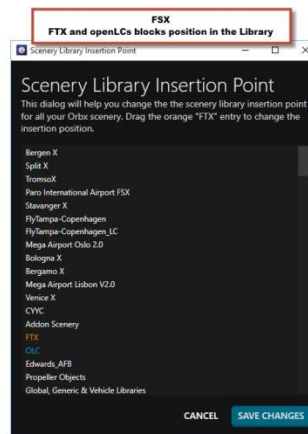 FSX
FTX and openLCs blocks position in the Library
Scenery Library Insertion Point
Scenery Library Insertion Point
This dialog will help you change the the scenery library insertion point
for all your Orbx scenery. Drag the orange "FTX" entry to change the
insertion position.
Bergen X
Split X
TromsoX
Paro International Airport FSX
Stavanger X
FlyTampa-Copenhagen
FlyTampa-Copenhagen_LC
Mega Airport Oslo 2.0
Bologna X
Bergamo X
Mega Airport Lisbon V2.0
Venice X
CYYC
Addon Scenery
FTX
OLC
Edwards_AFB
Propeller Objects
Global, Generic & Vehicle Libraries
CANCEL SAVE CHANGES